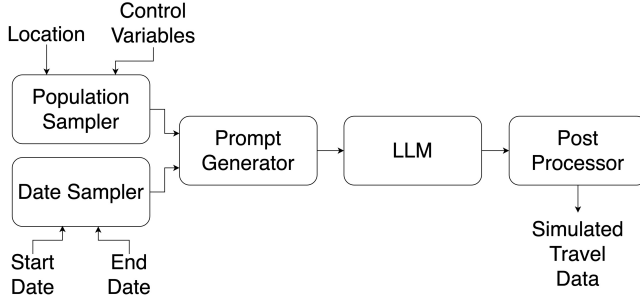 Location
Control
Variables
Population
Sampler
Date Sampler
Start
Date
End
Date
Prompt
Generator
LLM
Post
Processor
Simulated
Travel
Data